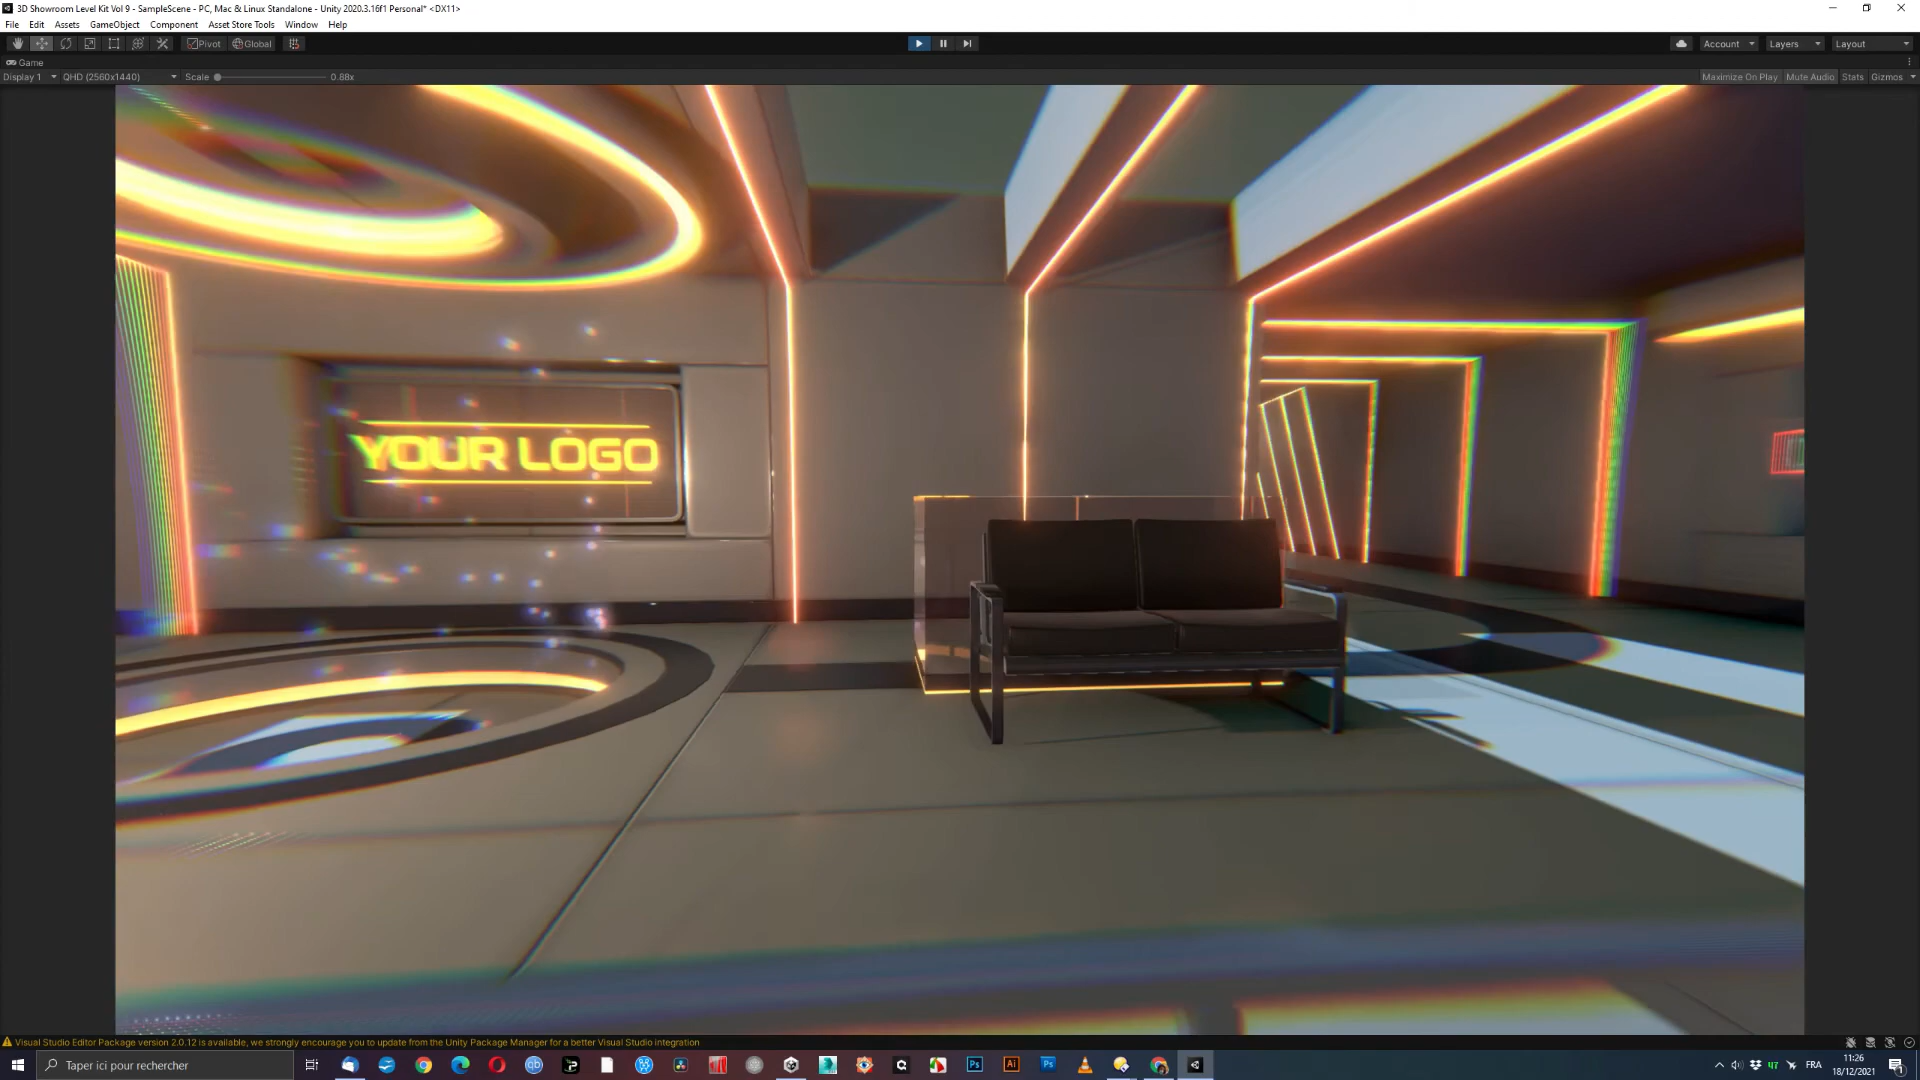 3D Showroom Level Kit Vol 9 - SampleScene - PC, Mac & Linux Standalone - Unity 2020.3.16f1 Personal* <DX11>
File Edit Assets GameObject Component Asset Store Tools Window Help
Pivot Global Account Layers Layout
Game
Display 1 QHD (2560x1440) Scale 0.88x Maximize On Play Mute Audio Stats Gizmos
YOUR LOGO
Visual Studio Editor Package version 2.0.12 is available, we strongly encourage you to update from the Unity Package Manager for a better Visual Studio integration
Taper ici pour rechercher
FRA
11:26
18/12/2021